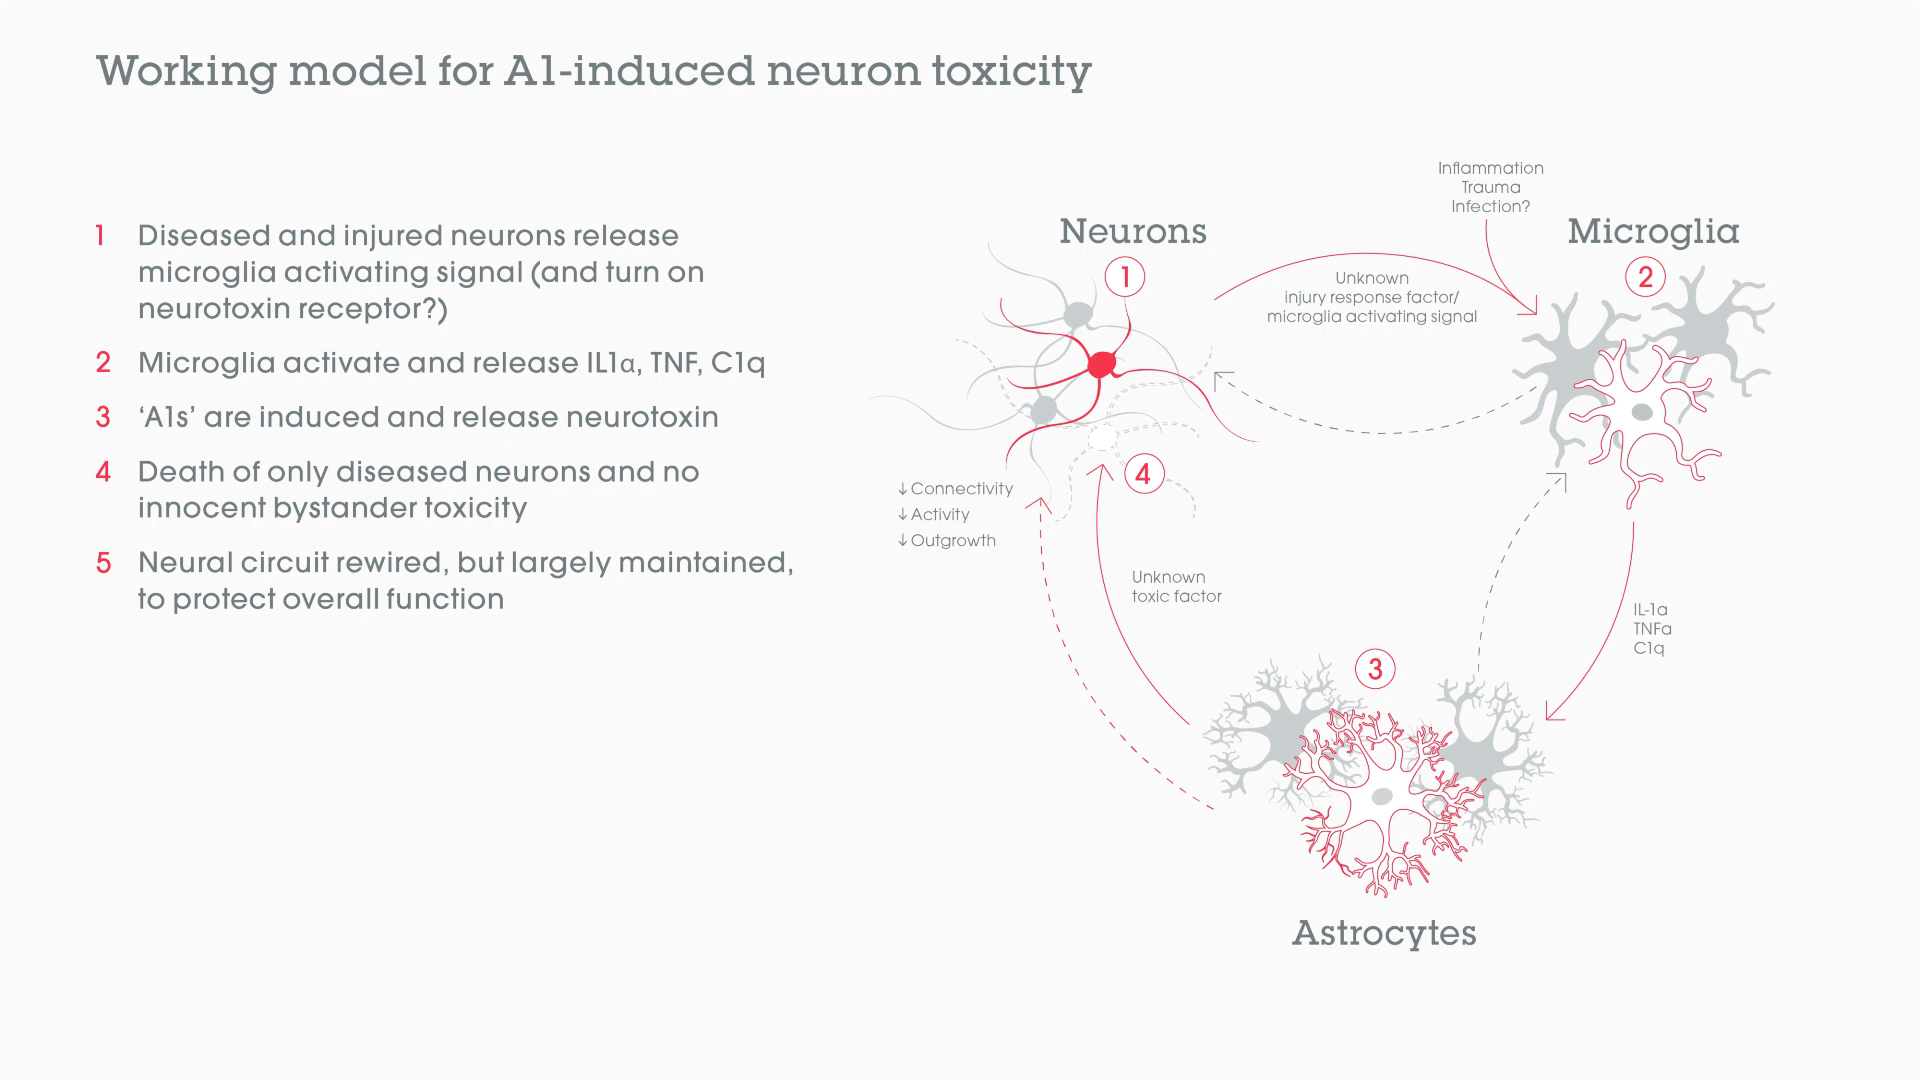 Working model for A1-induced neuron toxicity
1 Diseased and injured neurons release
microglia activating signal (and turn on
neurotoxin receptor?)
2 Microglia activate and release IL1α, TNF, C1q
3 ‘A1s’ are induced and release neurotoxin
4 Death of only diseased neurons and no
innocent bystander toxicity
5 Neural circuit rewired, but largely maintained,
to protect overall function
Inflammation
Trauma
Infection?
Neurons
Microglia
1
2
Unknown
injury response factor/
microglia activating signal
4
↓ Connectivity
↓ Activity
↓ Outgrowth
Unknown
toxic factor
IL-1a
TNFa
C1q
3
Astrocytes